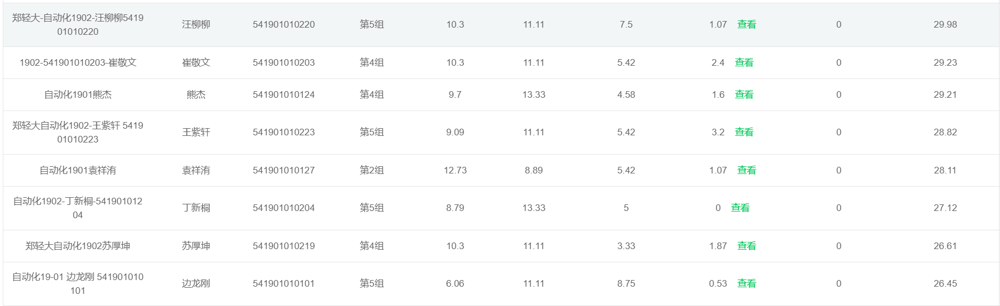 郑轻大-自动化1902-汪柳柳5419
01010220
汪柳柳 541901010220 第5组 10.3 11.11 7.5 1.07 查看 0 29.98
1902-541901010203-崔敬文 崔敬文 541901010203 第4组 10.3 11.11 5.42 2.4 查看 0 29.23
自动化1901熊杰 熊杰 541901010124 第4组 9.7 13.33 4.58 1.6 查看 0 29.21
郑轻大自动化1902-王紫轩 5419
01010223
王紫轩 541901010223 第5组 9.09 11.11 5.42 3.2 查看 0 28.82
自动化1901袁祥洧 袁祥洧 541901010127 第2组 12.73 8.89 5.42 1.07 查看 0 28.11
自动化1902-丁新桐-541901012
04
丁新桐 541901010204 第5组 8.79 13.33 5 0 查看 0 27.12
郑轻大自动化1902苏厚坤 苏厚坤 541901010219 第4组 10.3 11.11 3.33 1.87 查看 0 26.61
自动化19-01 边龙刚 541901010
101
边龙刚 541901010101 第5组 6.06 11.11 8.75 0.53 查看 0 26.45